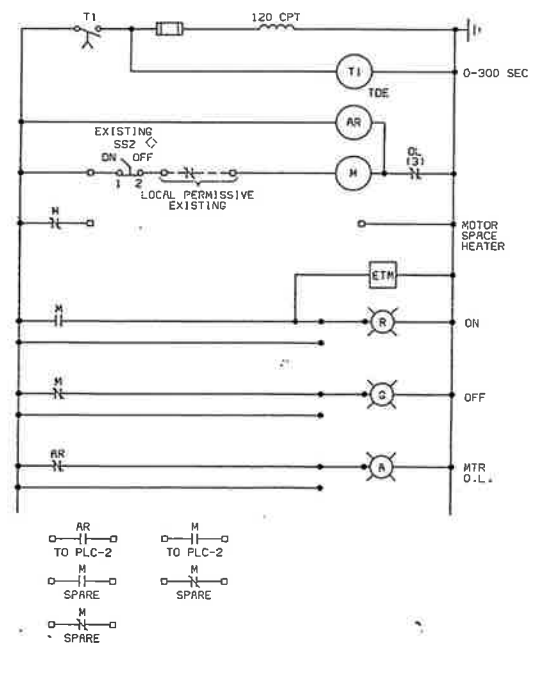 T1
120 CPT
T1
0-300 SEC
TDE
AR
EXISTING
SS2
ON OFF
OL
(3)
M
1 2
LOCAL PERMISSIVE
EXISTING
M
MOTOR
SPACE
HEATER
ETM
M
R
ON
M
G
OFF
AR
A
MTR
O.L.
AR
M
TO PLC-2
TO PLC-2
M
M
SPARE
SPARE
M
SPARE